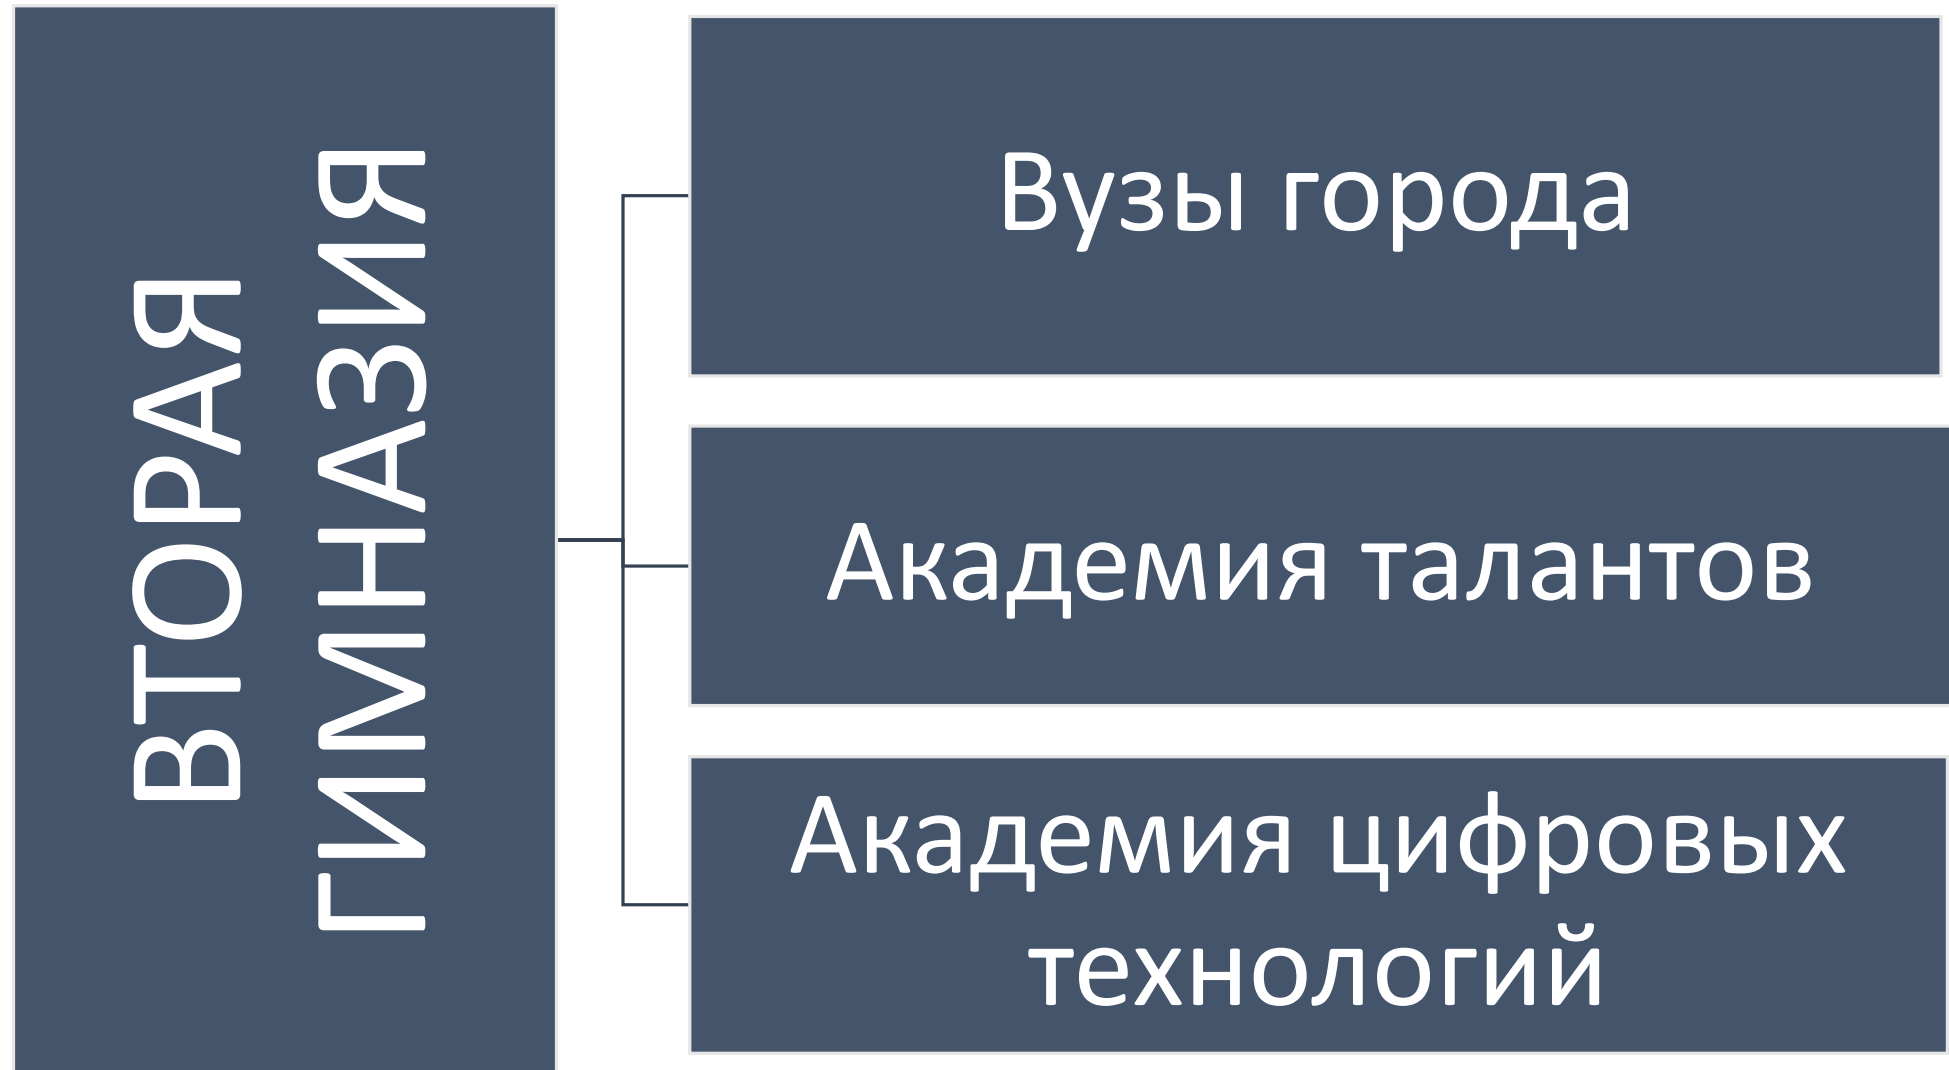 ВТОРАЯ
ГИМНАЗИЯ
Вузы города
Академия талантов
Академия цифровых
технологий